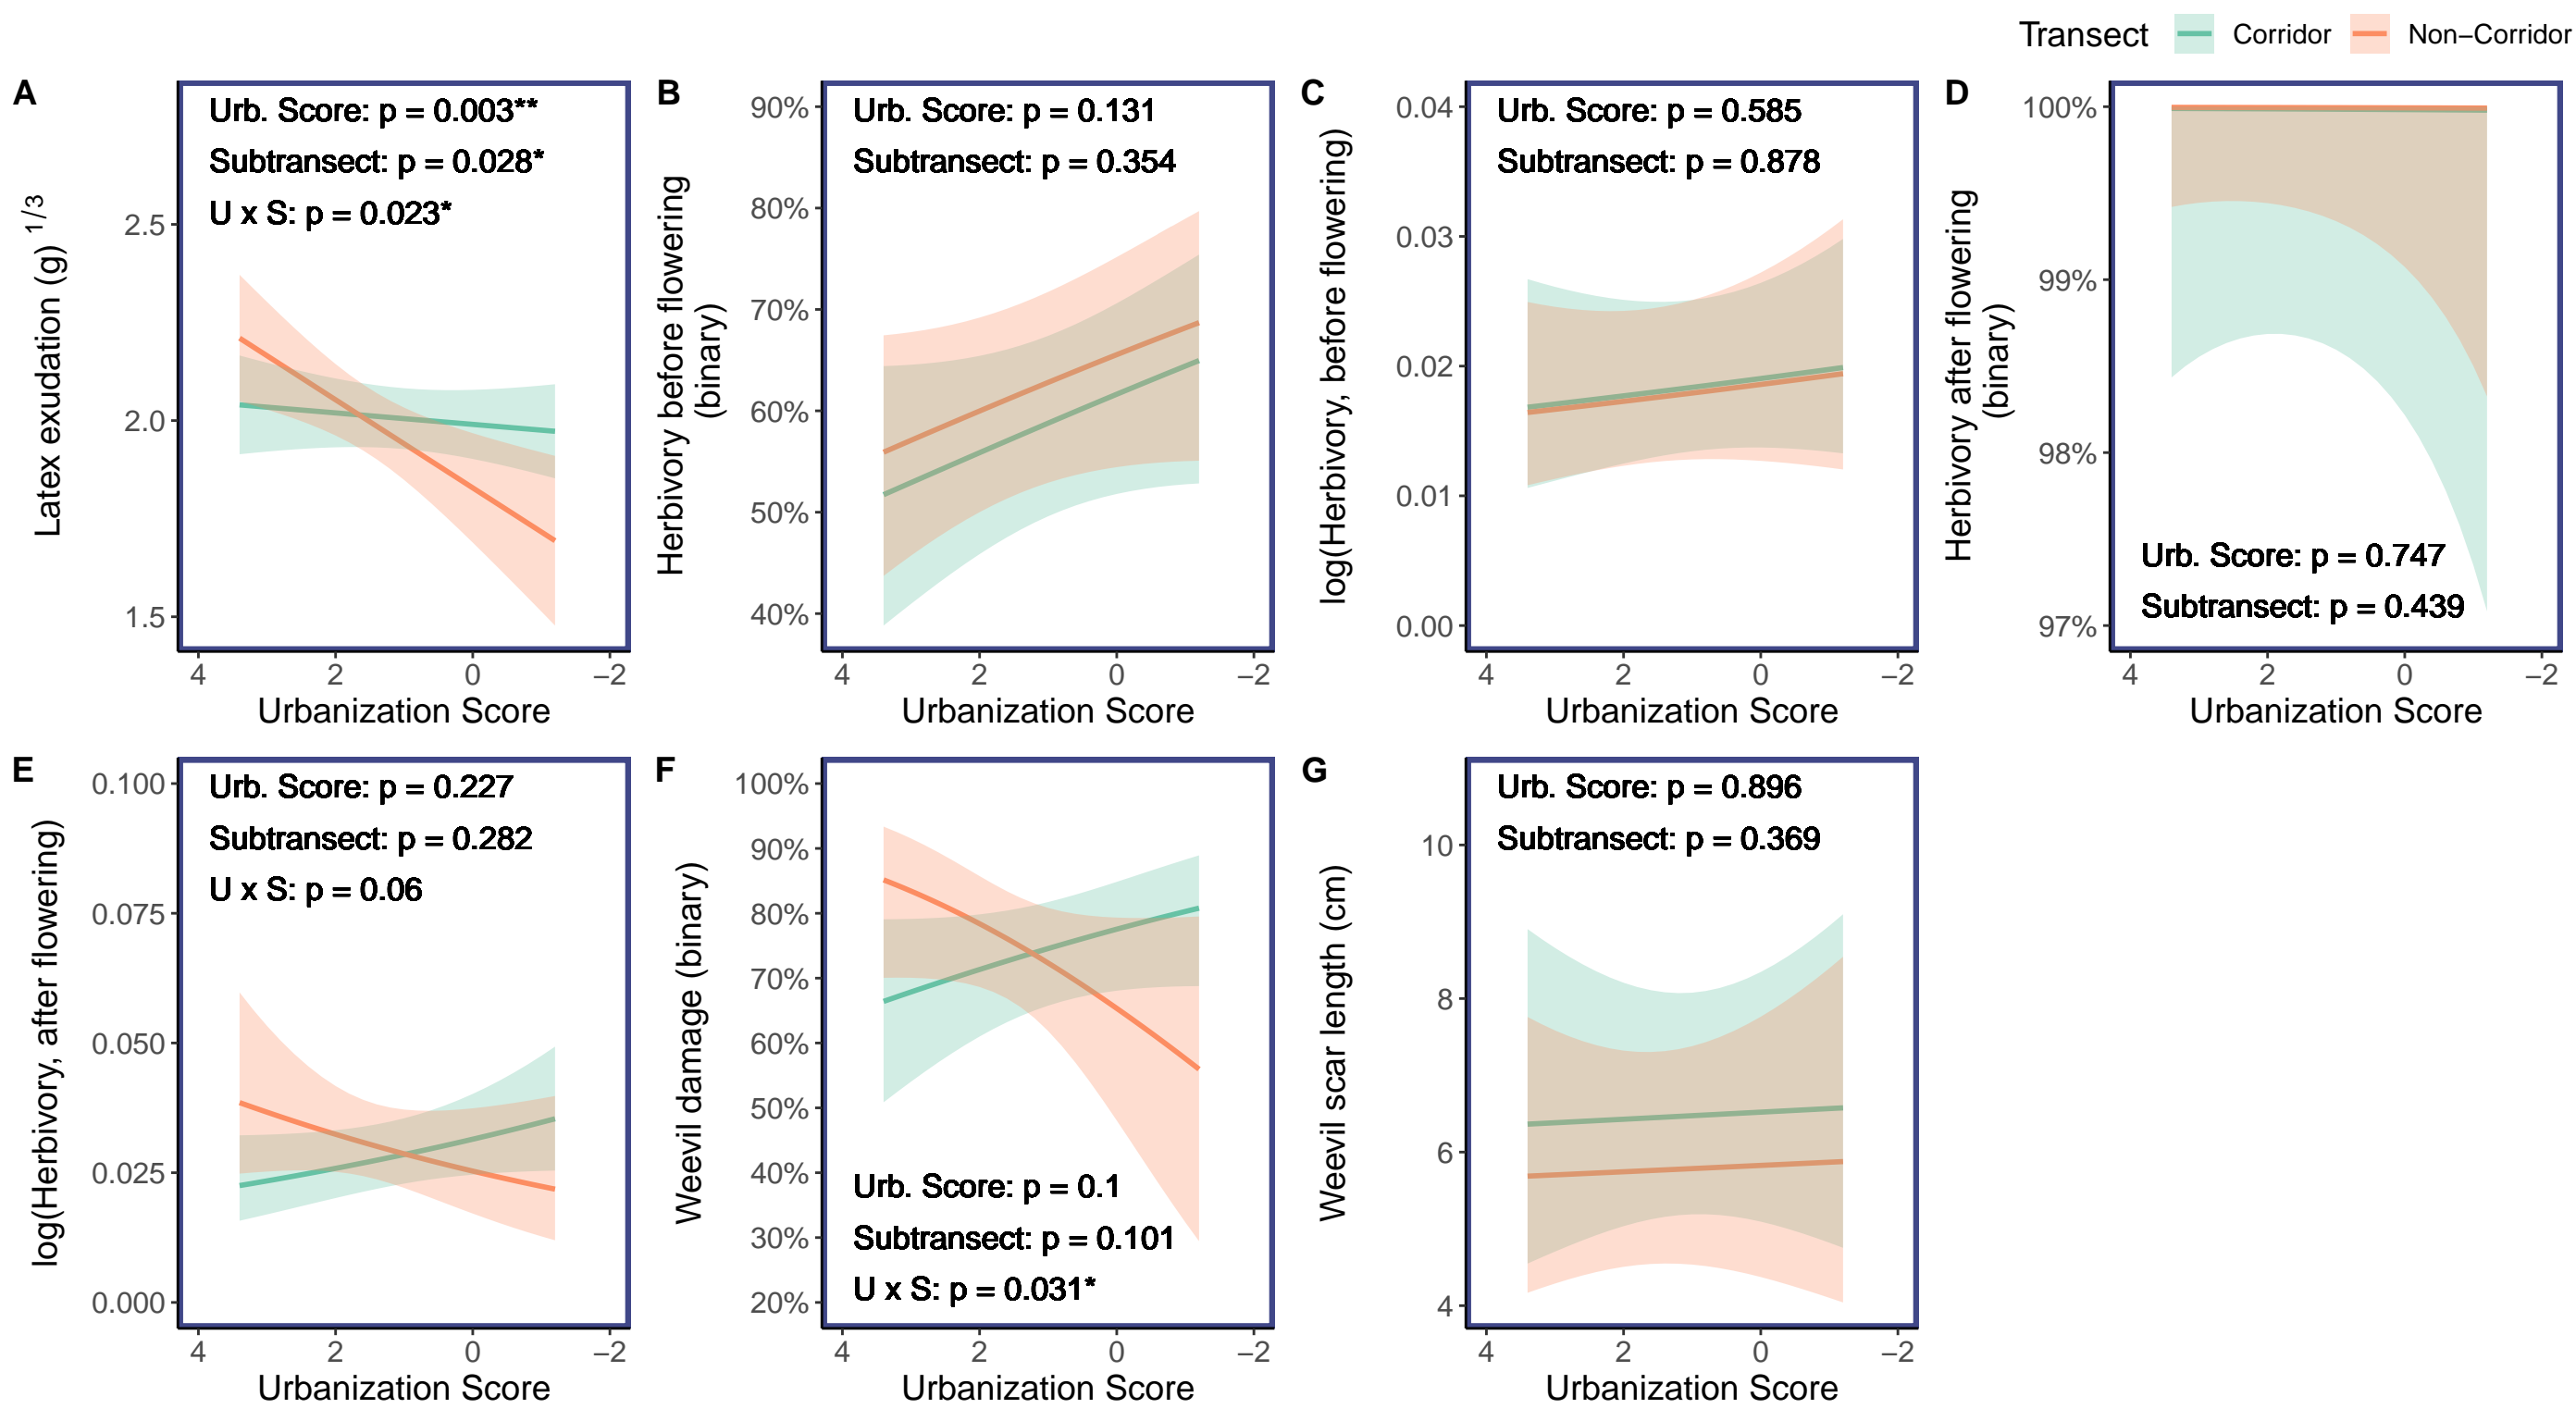 Transect Corridor Non−Corridor
A
Urb. Score: p = 0.003**
Subtransect: p = 0.028*
U x S: p = 0.023*
Latex exudation (g) 1/3
2.5
2.0
1.5
4 2 0 −2
Urbanization Score
B
Urb. Score: p = 0.131
Subtransect: p = 0.354
Herbivory before flowering
(binary)
90%
80%
70%
60%
50%
40%
4 2 0 −2
Urbanization Score
C
Urb. Score: p = 0.585
Subtransect: p = 0.878
log(Herbivory, before flowering)
0.04
0.03
0.02
0.01
0.00
4 2 0 −2
Urbanization Score
D
Herbivory after flowering
(binary)
100%
99%
98%
97%
Urb. Score: p = 0.747
Subtransect: p = 0.439
4 2 0 −2
Urbanization Score
E
Urb. Score: p = 0.227
Subtransect: p = 0.282
U x S: p = 0.06
log(Herbivory, after flowering)
0.100
0.075
0.050
0.025
0.000
4 2 0 −2
Urbanization Score
F
Weevil damage (binary)
100%
90%
80%
70%
60%
50%
40%
30%
20%
Urb. Score: p = 0.1
Subtransect: p = 0.101
U x S: p = 0.031*
4 2 0 −2
Urbanization Score
G
Urb. Score: p = 0.896
Subtransect: p = 0.369
Weevil scar length (cm)
10
8
6
4
4 2 0 −2
Urbanization Score